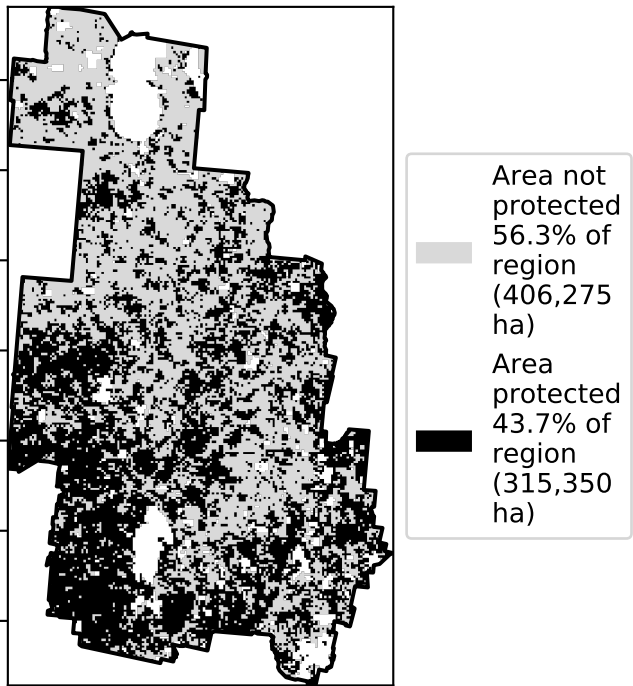 Area not
protected
56.3% of
region
(406,275
ha)
Area
protected
43.7% of
region
(315,350
ha)